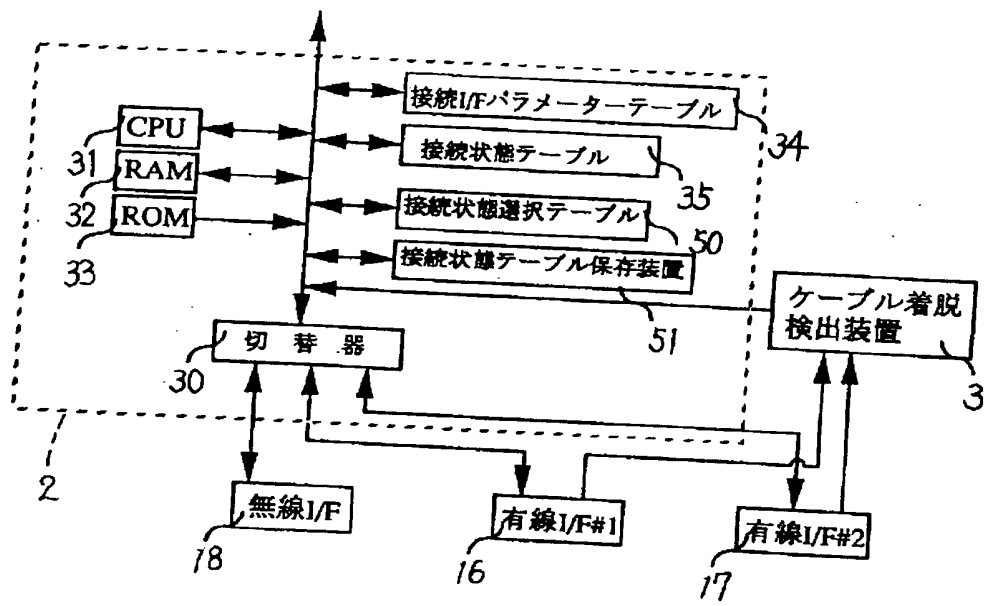 接続I/Fパラメーターテーブル
34
CPU
31
接続状態テーブル
35
RAM
32
接続状態選択テーブル
50
ROM
33
接続状態テーブル保存装置
51
ケーブル着脱
検出装置
3
切替器
30
2
無線I/F
18
有線I/F#1
16
有線I/F#2
17